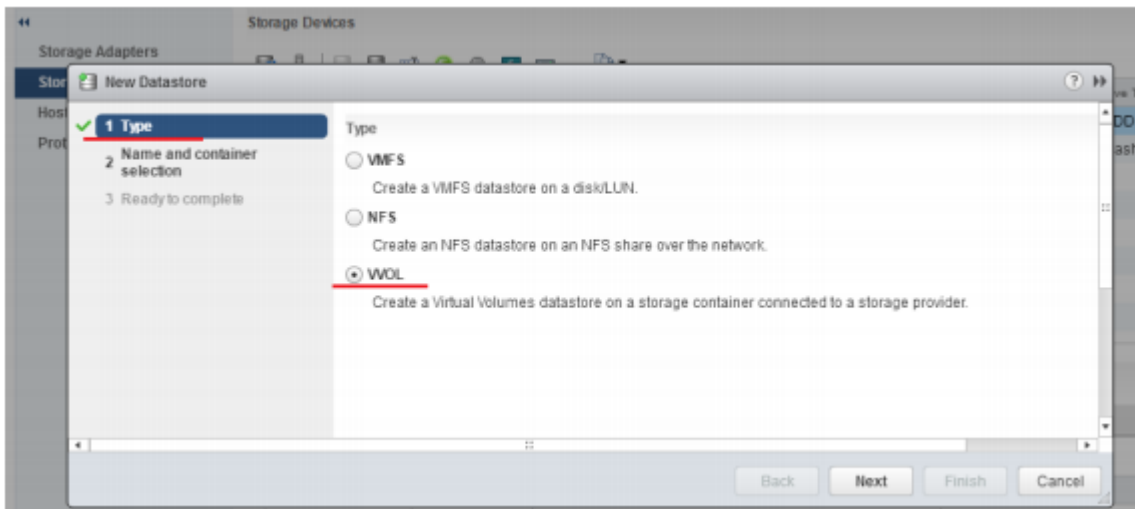 Storage Devices
Storage Adapters
Stor
New Datastore
Host
Prot
1 Type
2 Name and container
selection
3 Ready to complete
Type
VMFS
Create a VMFS datastore on a disk/LUN.
NFS
Create an NFS datastore on an NFS share over the network.
VVOL
Create a Virtual Volumes datastore on a storage container connected to a storage provider.
Back
Next
Finish
Cancel